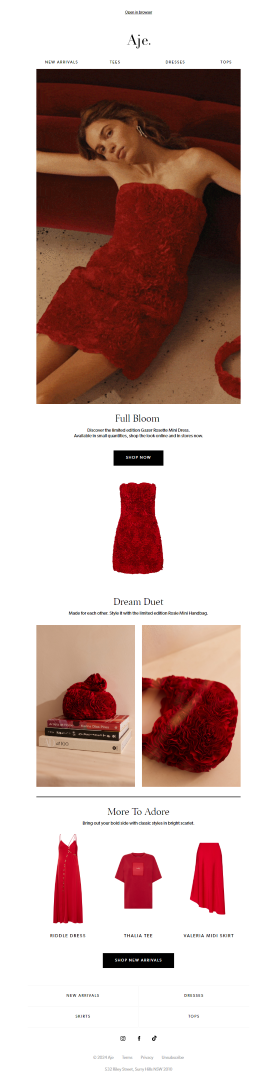 Open in browser
Aje.
NEW ARRIVALS TEES DRESSES TOPS
Full Bloom
Discover the limited edition Gazer Rosette Mini Dress.
Available in small quantities, shop the look online and in stores now.
SHOP NOW
Dream Duet
Made for each other. Style it with the limited edition Rosie Mini Handbag.
More To Adore
Bring out your bold side with classic styles in bright scarlet.
RIDDLE DRESS THALIA TEE VALERIA MIDI SKIRT
SHOP NEW ARRIVALS
NEW ARRIVALS DRESSES
SKIRTS TOPS
© 2024 Aje Terms Privacy Unsubscribe
Riley Street, Surry Hills NSW 2010